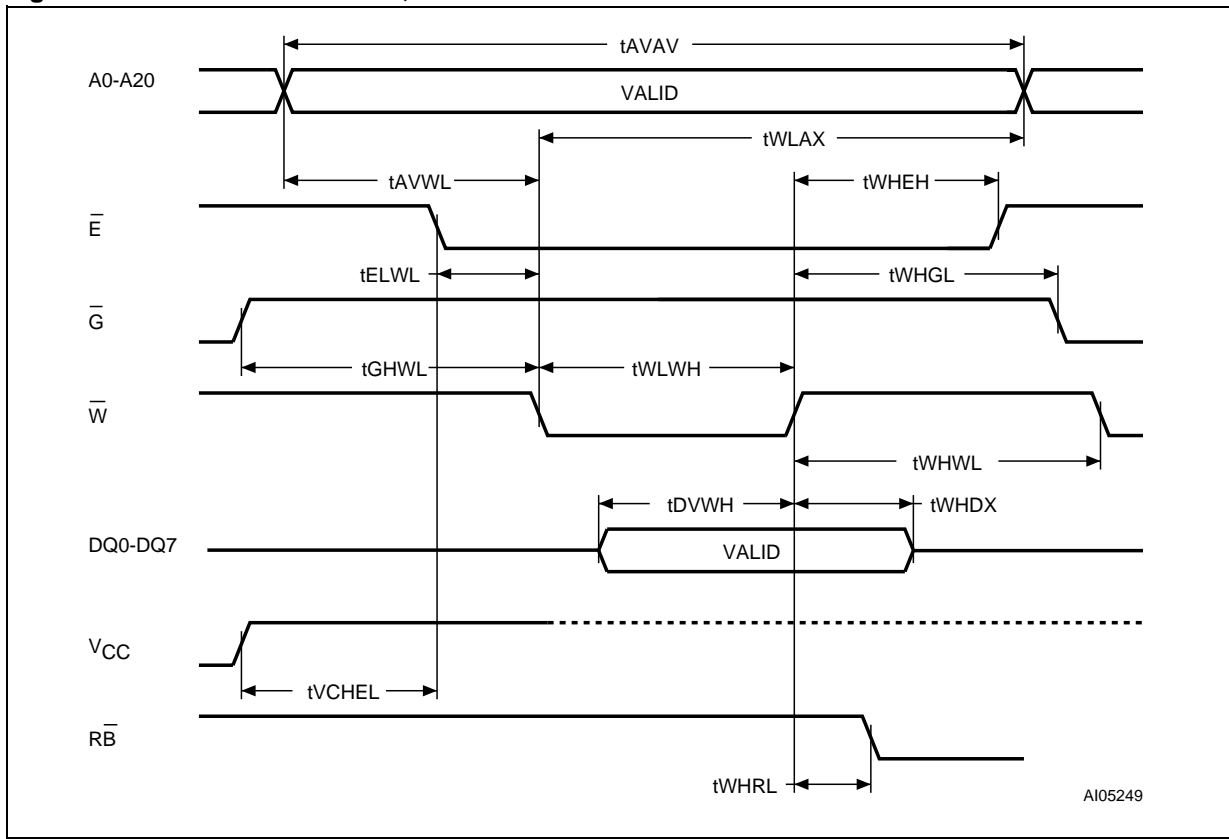 tAVAV
A0-A20
VALID
tWLAX
tAVWL
tWHEH
E̅
tELWL
tWHGL
G̅
tGHWL
tWLWH
W̅
tWHWL
tDVWH
tWHDX
DQ0-DQ7
VALID
VCC
tVCHEL
RB̅
tWHRL
AI05249